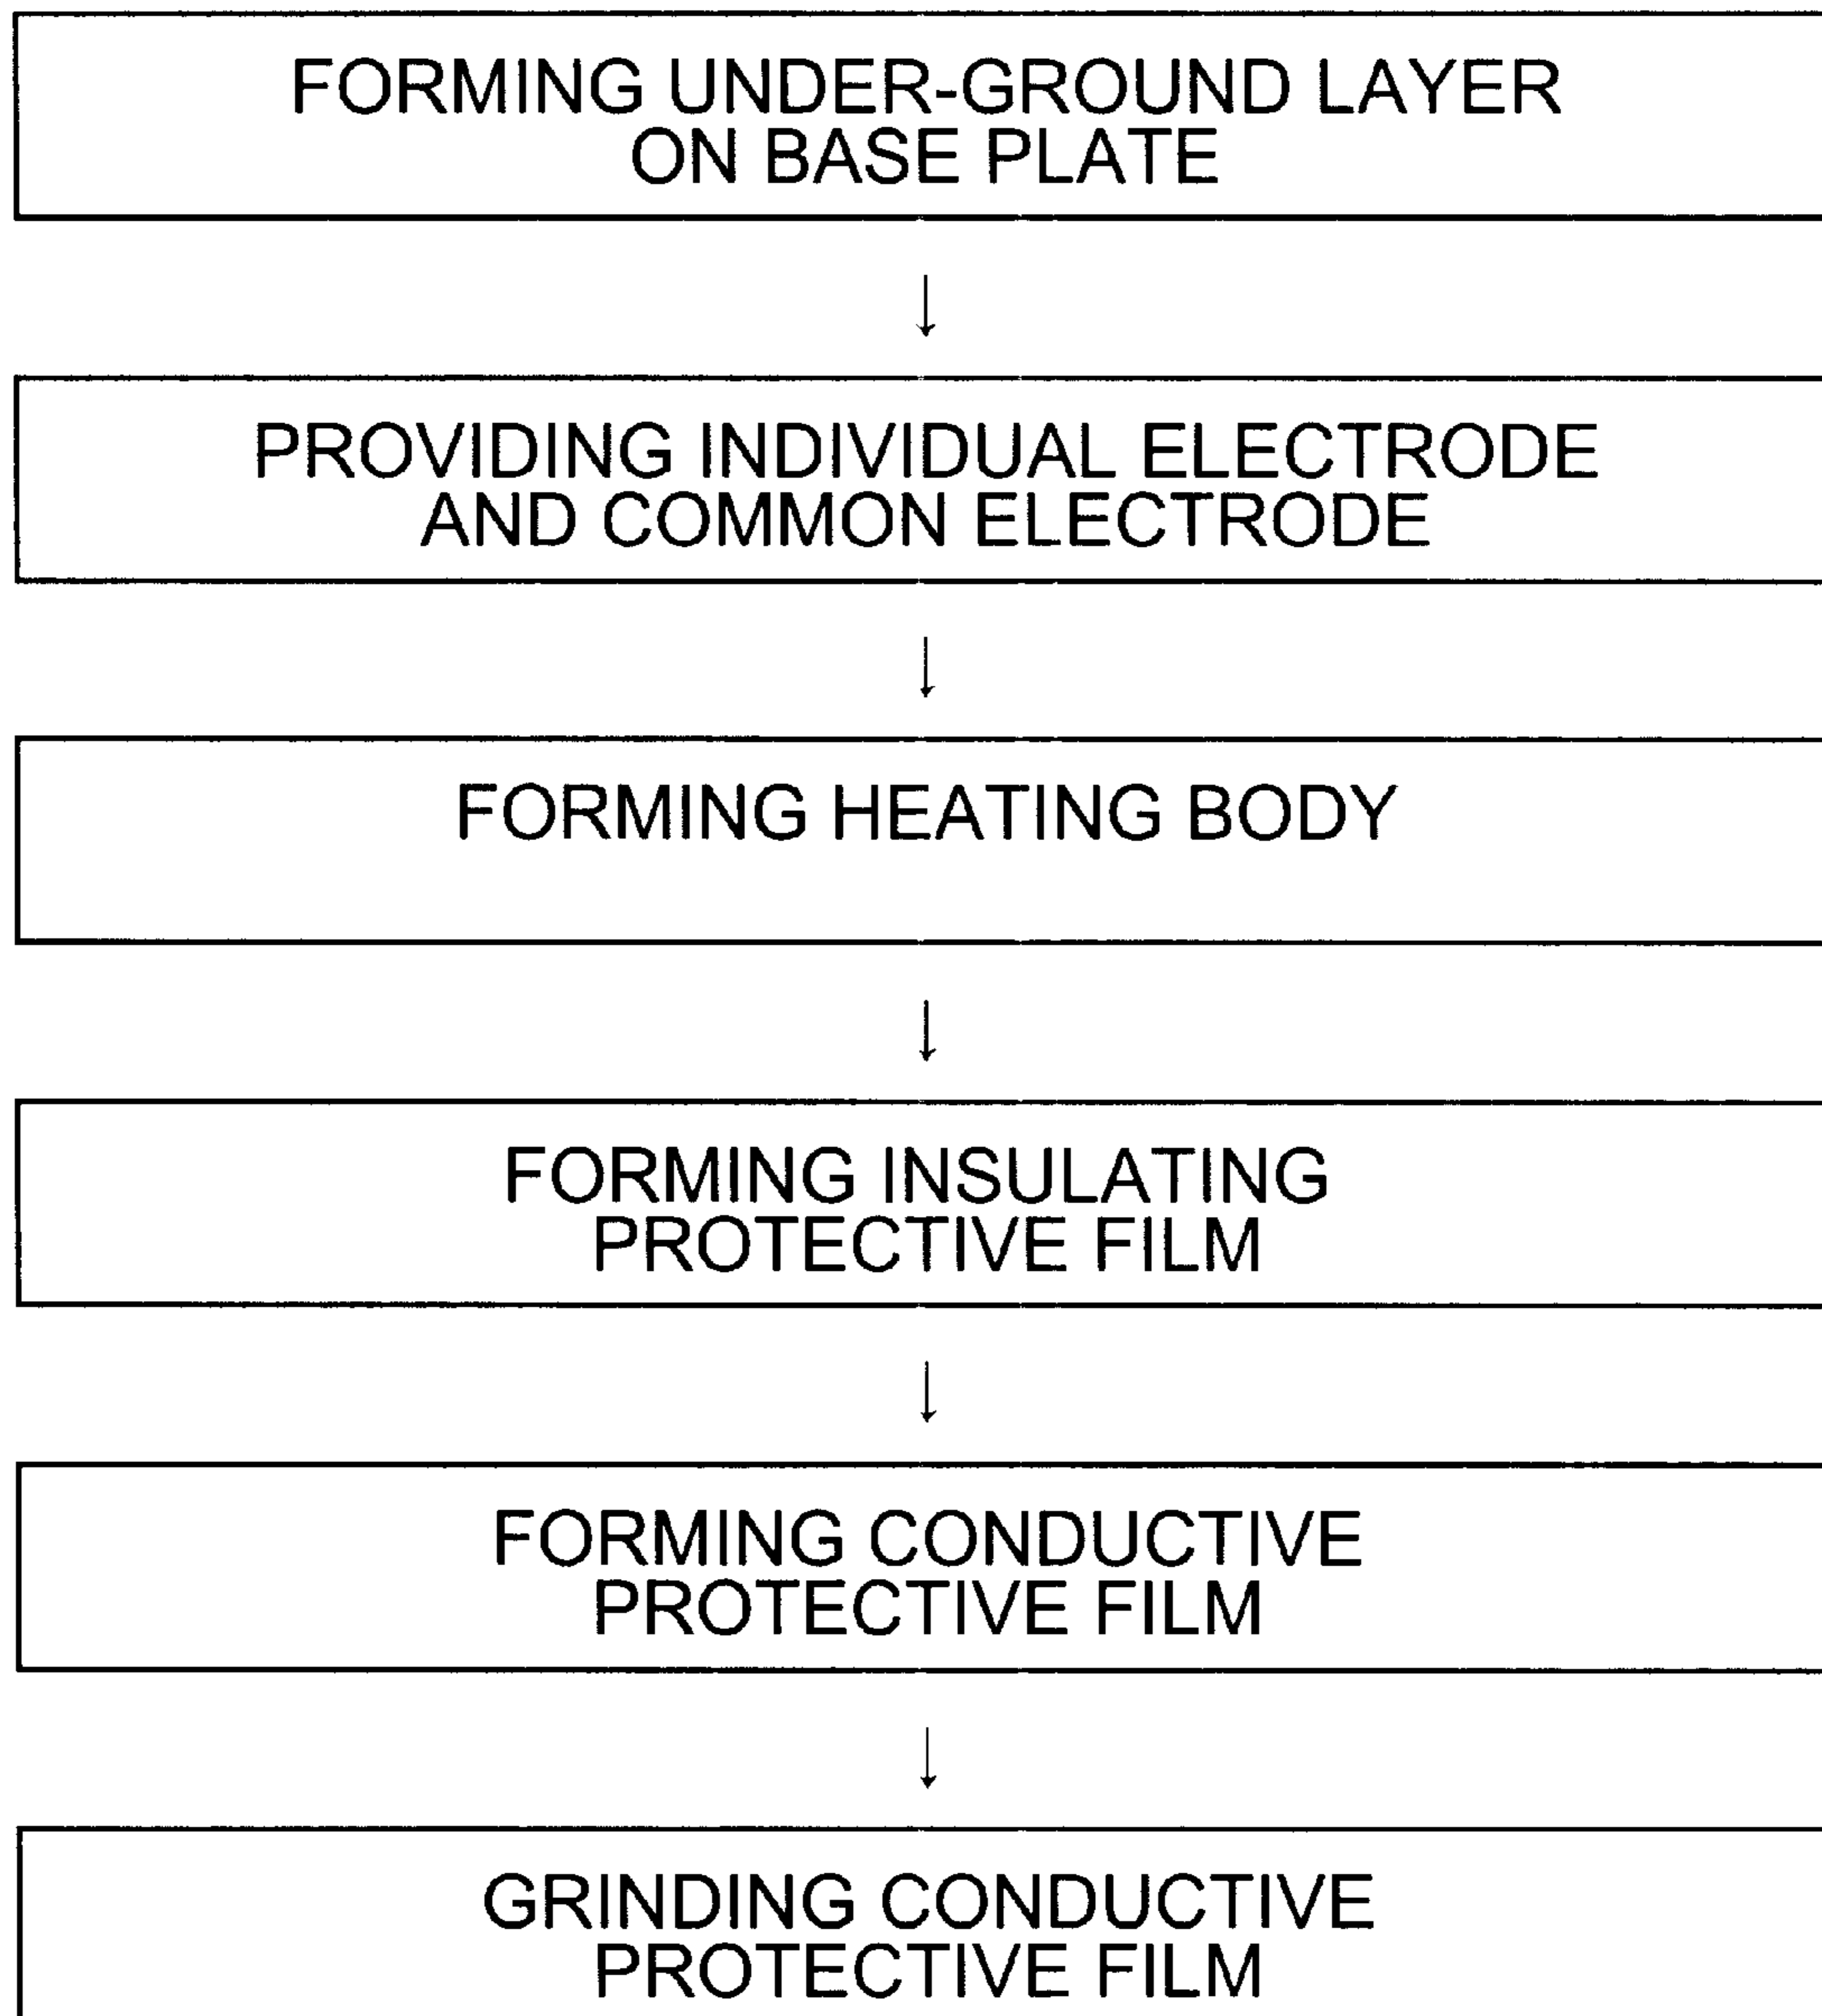 FORMING UNDER-GROUND LAYER
ON BASE PLATE
↓
PROVIDING INDIVIDUAL ELECTRODE
AND COMMON ELECTRODE
↓
FORMING HEATING BODY
↓
FORMING INSULATING
PROTECTIVE FILM
↓
FORMING CONDUCTIVE
PROTECTIVE FILM
↓
GRINDING CONDUCTIVE
PROTECTIVE FILM